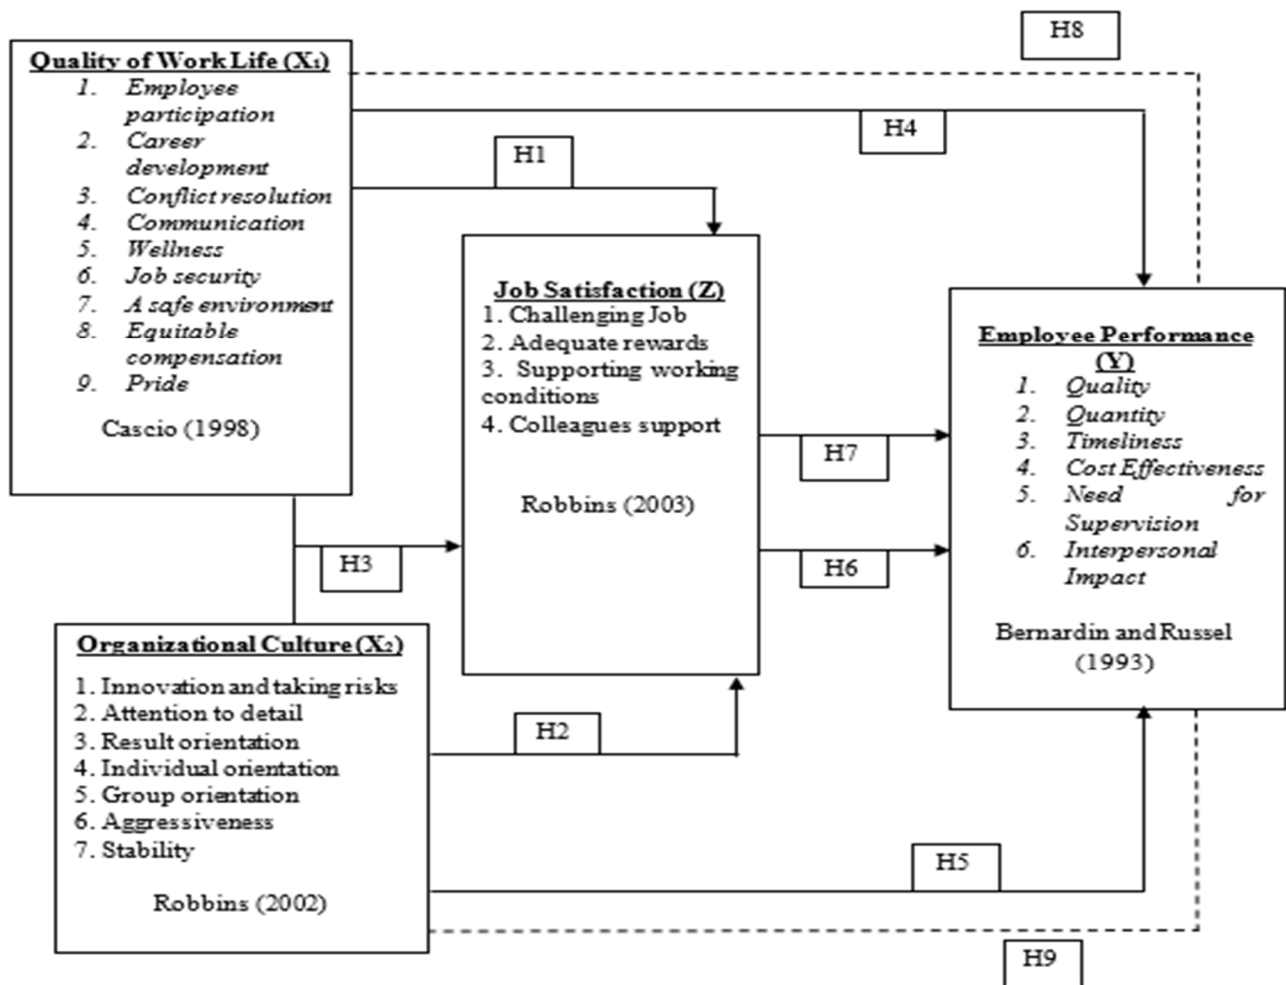 H8
Quality of Work Life (X₁)
1. Employee
participation
2. Career
development
3. Conflict resolution
4. Communication
5. Wellness
6. Job security
7. A safe environment
8. Equitable
compensation
9. Pride
Cascio (1998)
H4
H1
Job Satisfaction (Z)
1. Challenging Job
2. Adequate rewards
3. Supporting working
conditions
4. Colleagues support
Robbins (2003)
Employee Performance
(Y)
1. Quality
2. Quantity
3. Timeliness
4. Cost Effectiveness
5. Need for
Supervision
6. Interpersonal
Impact
Bernardin and Russel
(1993)
H7
H6
H3
Organizational Culture (X₂)
1. Innovation and taking risks
2. Attention to detail
3. Result orientation
4. Individual orientation
5. Group orientation
6. Aggressiveness
7. Stability
Robbins (2002)
H2
H5
H9